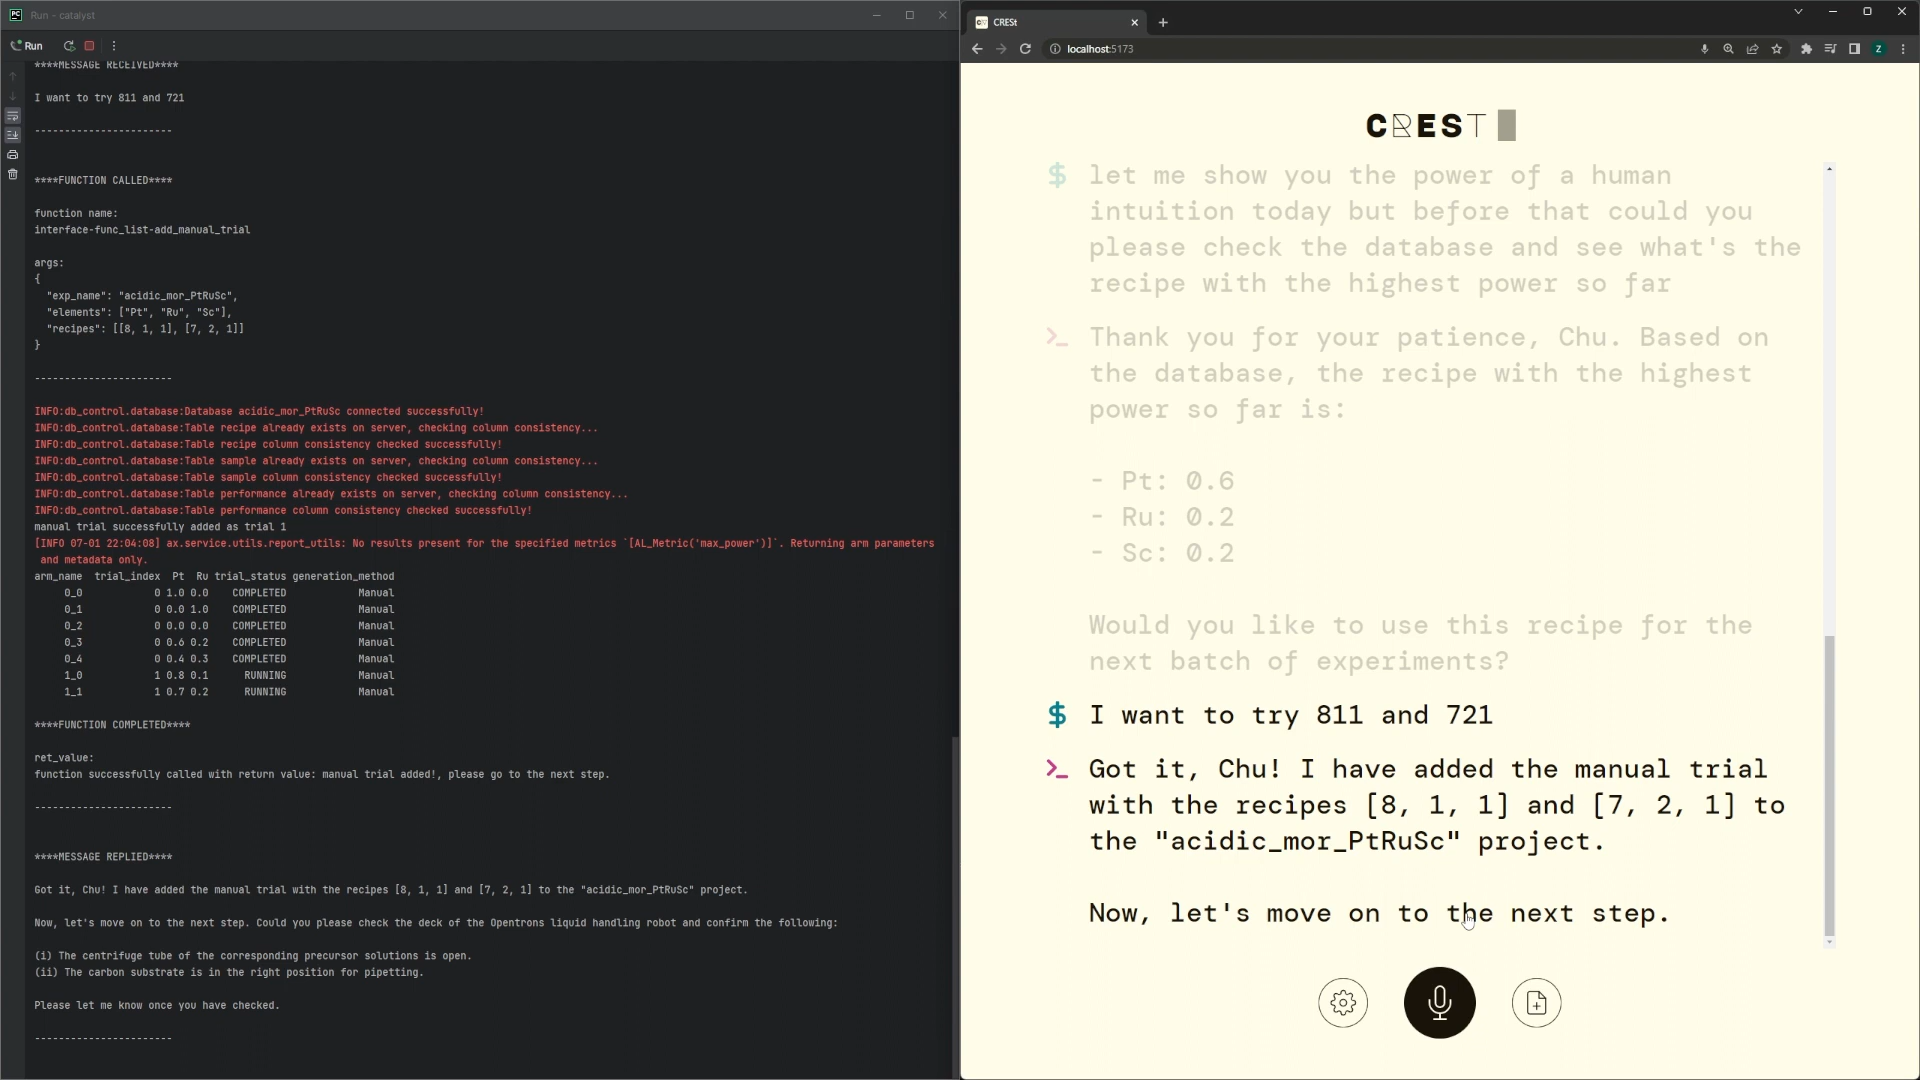 Run - catalyst
Run
****MESSAGE RECEIVED****
I want to try 811 and 721
-----------------------
****FUNCTION CALLED****
function name:
interface-func_list-add_manual_trial
args:
{
"exp_name": "acidic_mor_PtRuSc",
"elements": ["Pt", "Ru", "Sc"],
"recipes": [[8, 1, 1], [7, 2, 1]]
}
-----------------------
INFO:db_control.database:Database acidic_mor_PtRuSc connected successfully!
INFO:db_control.database:Table recipe already exists on server, checking column consistency...
INFO:db_control.database:Table recipe column consistency checked successfully!
INFO:db_control.database:Table sample already exists on server, checking column consistency...
INFO:db_control.database:Table sample column consistency checked successfully!
INFO:db_control.database:Table performance already exists on server, checking column consistency...
INFO:db_control.database:Table performance column consistency checked successfully!
manual trial successfully added as trial 1
[INFO 07-01 22:04:08] ax.service.utils.report_utils: No results present for the specified metrics `[AL_Metric('max_power')]`. Returning arm parameters
and metadata only.
arm_name trial_index Pt Ru trial_status generation_method
0_0 0 1.0 0.0 COMPLETED Manual
0_1 0 0.0 1.0 COMPLETED Manual
0_2 0 0.0 0.0 COMPLETED Manual
0_3 0 0.6 0.2 COMPLETED Manual
0_4 0 0.4 0.3 COMPLETED Manual
1_0 1 0.8 0.1 RUNNING Manual
1_1 1 0.7 0.2 RUNNING Manual
****FUNCTION COMPLETED****
ret_value:
function successfully called with return value: manual trial added!, please go to the next step.
-----------------------
****MESSAGE REPLIED****
Got it, Chu! I have added the manual trial with the recipes [8, 1, 1] and [7, 2, 1] to the "acidic_mor_PtRuSc" project.
Now, let's move on to the next step. Could you please check the deck of the Opentrons liquid handling robot and confirm the following:
(i) The centrifuge tube of the corresponding precursor solutions is open.
(ii) The carbon substrate is in the right position for pipetting.
Please let me know once you have checked.
-----------------------
CRESt
localhost:5173
Z
CREST
$ let me show you the power of a human
intuition today but before that could you
please check the database and see what's the
recipe with the highest power so far
>_ Thank you for your patience, Chu. Based on
the database, the recipe with the highest
power so far is:
- Pt: 0.6
- Ru: 0.2
- Sc: 0.2
Would you like to use this recipe for the
next batch of experiments?
$ I want to try 811 and 721
>_ Got it, Chu! I have added the manual trial
with the recipes [8, 1, 1] and [7, 2, 1] to
the "acidic_mor_PtRuSc" project.
Now, let's move on to the next step.